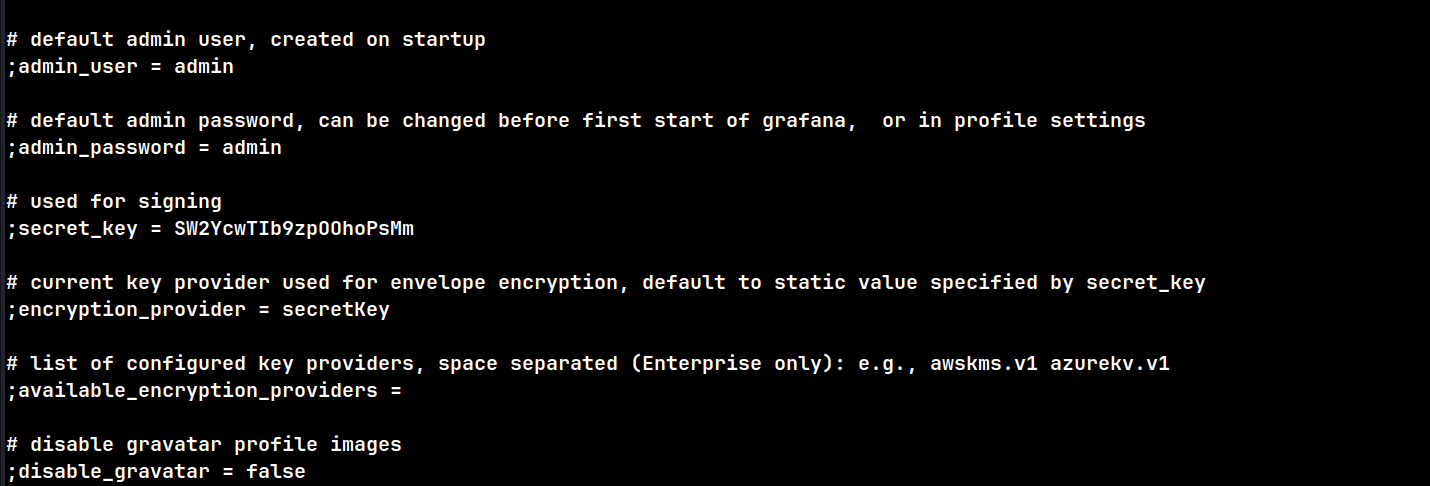 # default admin user, created on startup
;admin_user = admin
# default admin password, can be changed before first start of grafana,  or in profile settings
;admin_password = admin
# used for signing
;secret_key = SW2YcwTIb9zpOOhoPsMm
# current key provider used for envelope encryption, default to static value specified by secret_key
;encryption_provider = secretKey
# list of configured key providers, space separated (Enterprise only): e.g., awskms.v1 azurekv.v1
;available_encryption_providers =
# disable gravatar profile images
;disable_gravatar = false